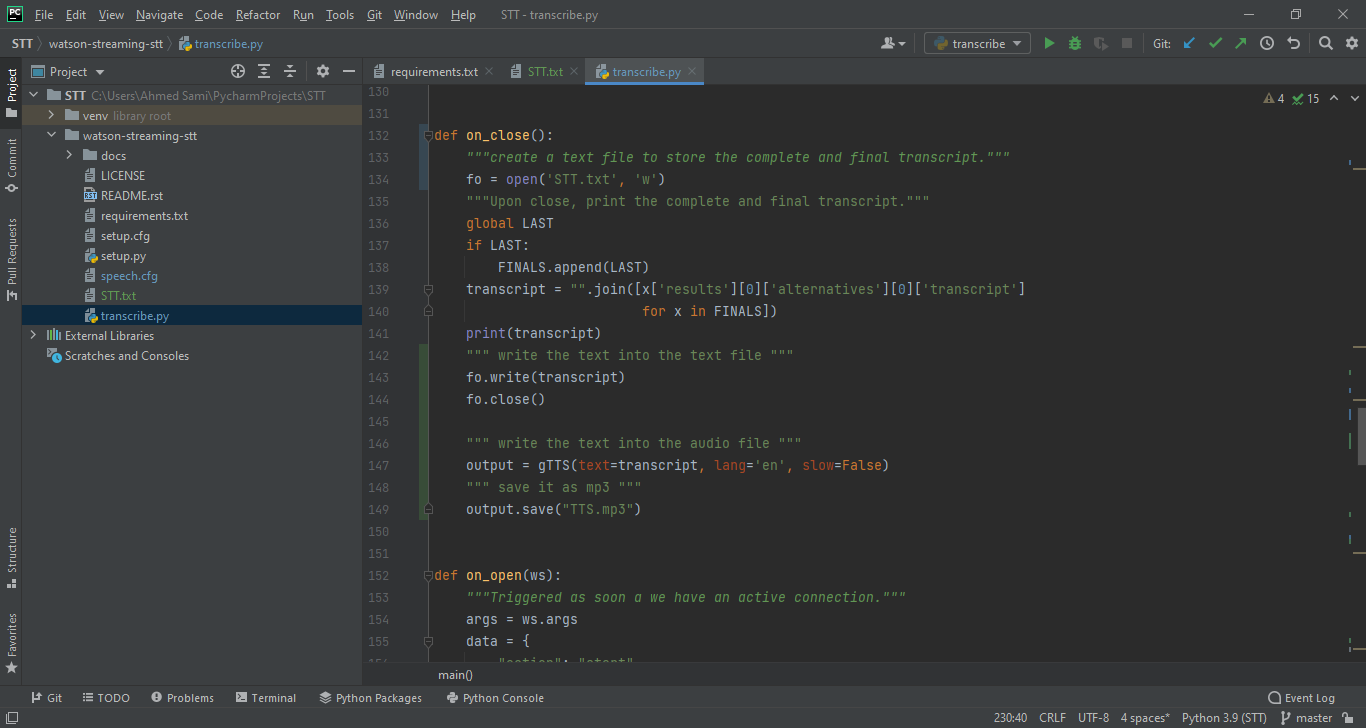 PC File Edit View Navigate Code Refactor Run Tools Git Window Help STT - transcribe.py
STT watson-streaming-stt transcribe.py transcribe Git:
Project requirements.txt STT.txt transcribe.py
Project
Commit
Pull Requests
Structure
Favorites
STT C:\Users\Ahmed Sami\PycharmProjects\STT
venv library root
watson-streaming-stt
docs
LICENSE
README.rst
requirements.txt
setup.cfg
setup.py
speech.cfg
STT.txt
transcribe.py
External Libraries
Scratches and Consoles
4 15
130
131
132 def on_close():
133 """create a text file to store the complete and final transcript."""
134 fo = open('STT.txt', 'w')
135 """Upon close, print the complete and final transcript."""
136 global LAST
137 if LAST:
138 FINALS.append(LAST)
139 transcript = "".join([x['results'][0]['alternatives'][0]['transcript']
140 for x in FINALS])
141 print(transcript)
142 """ write the text into the text file """
143 fo.write(transcript)
144 fo.close()
145
146 """ write the text into the audio file """
147 output = gTTS(text=transcript, lang='en', slow=False)
148 """ save it as mp3 """
149 output.save("TTS.mp3")
150
151
152 def on_open(ws):
153 """Triggered as soon a we have an active connection."""
154 args = ws.args
155 data = {
main()
Git TODO Problems Terminal Python Packages Python Console Event Log
230:40 CRLF UTF-8 4 spaces* Python 3.9 (STT) master